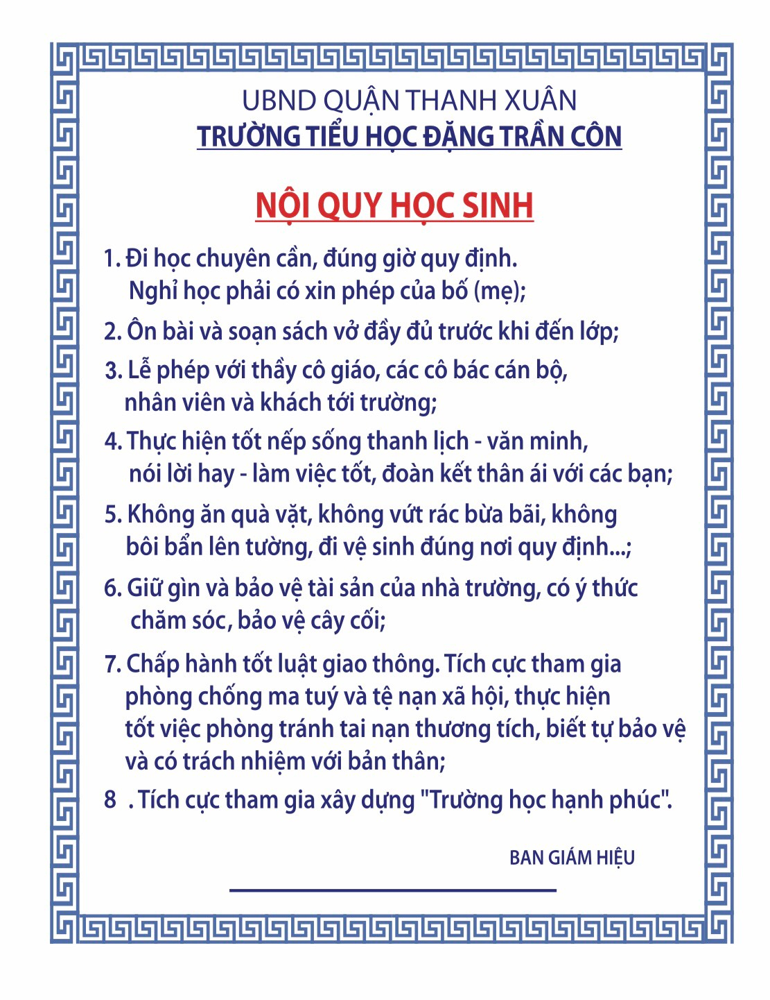 UBND QUẬN THANH XUÂN
TRƯỜNG TIỂU HỌC ĐẶNG TRẦN CÔN
NỘI QUY HỌC SINH
1. Đi học chuyên cần, đúng giờ quy định.
Nghỉ học phải có xin phép của bố (mẹ);
2. Ôn bài và soạn sách vở đầy đủ trước khi đến lớp;
3. Lễ phép với thầy cô giáo, các cô bác cán bộ,
nhân viên và khách tới trường;
4. Thực hiện tốt nếp sống thanh lịch - văn minh,
nói lời hay - làm việc tốt, đoàn kết thân ái với các bạn;
5. Không ăn quà vặt, không vứt rác bừa bãi, không
bôi bẩn lên tường, đi vệ sinh đúng nơi quy định...;
6. Giữ gìn và bảo vệ tài sản của nhà trường, có ý thức
chăm sóc, bảo vệ cây cối;
7. Chấp hành tốt luật giao thông. Tích cực tham gia
phòng chống ma tuý và tệ nạn xã hội, thực hiện
tốt việc phòng tránh tai nạn thương tích, biết tự bảo vệ
và có trách nhiệm với bản thân;
8 . Tích cực tham gia xây dựng "Trường học hạnh phúc".
BAN GIÁM HIỆU